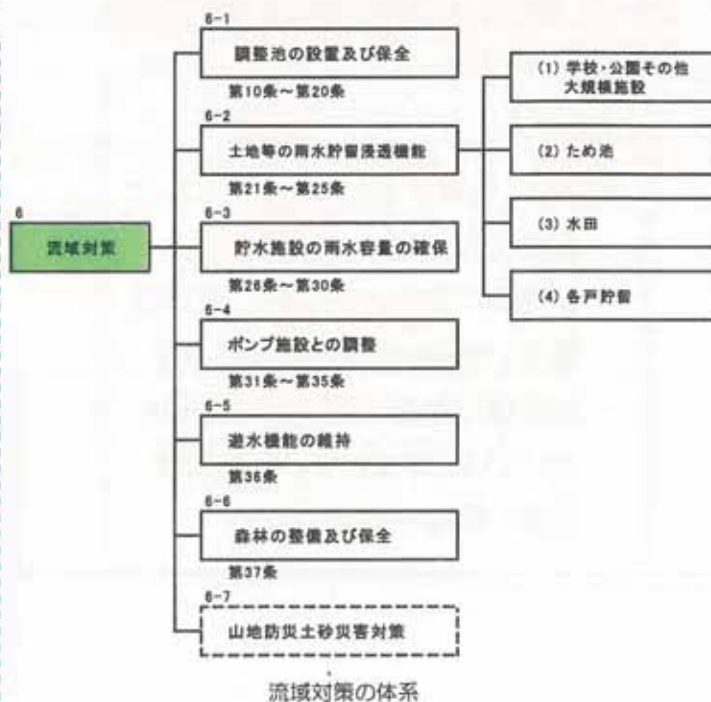 6
流域対策
6-1
調整池の設置及び保全
第10条～第20条
6-2
土地等の雨水貯留浸透機能
第21条～第25条
(1) 学校・公園その他
大規模施設
(2) ため池
(3) 水田
(4) 各戸貯留
6-3
貯水施設の雨水容量の確保
第26条～第30条
6-4
ポンプ施設との調整
第31条～第35条
6-5
遊水機能の維持
第36条
6-6
森林の整備及び保全
第37条
6-7
山地防災土砂災害対策
流域対策の体系